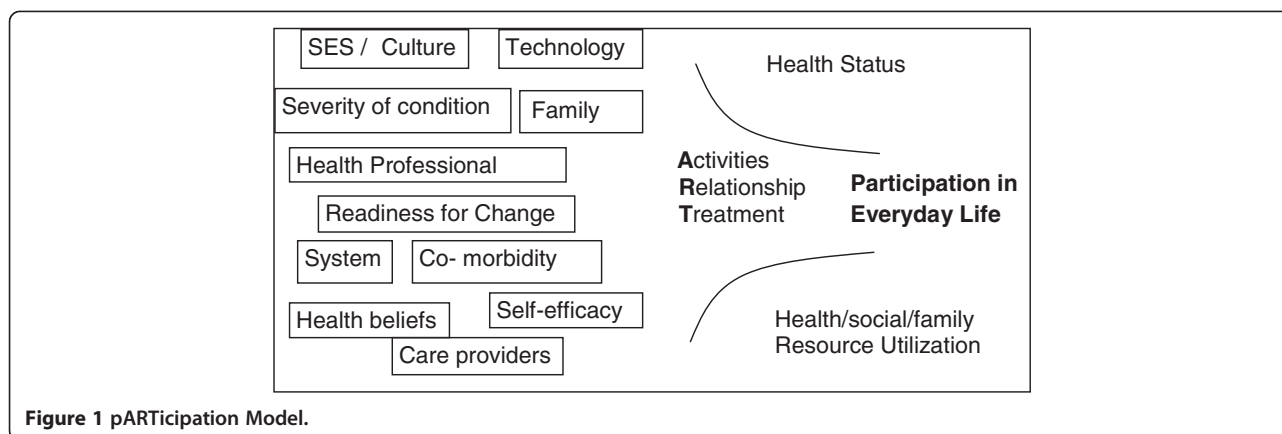 SES / Culture
Technology
Health Status
Severity of condition
Family
Health Professional
Activities
Relationship
Treatment
Participation in
Everyday Life
Readiness for Change
System
Co- morbidity
Health beliefs
Self-efficacy
Care providers
Health/social/family
Resource Utilization
Figure 1 pARTicipation Model.